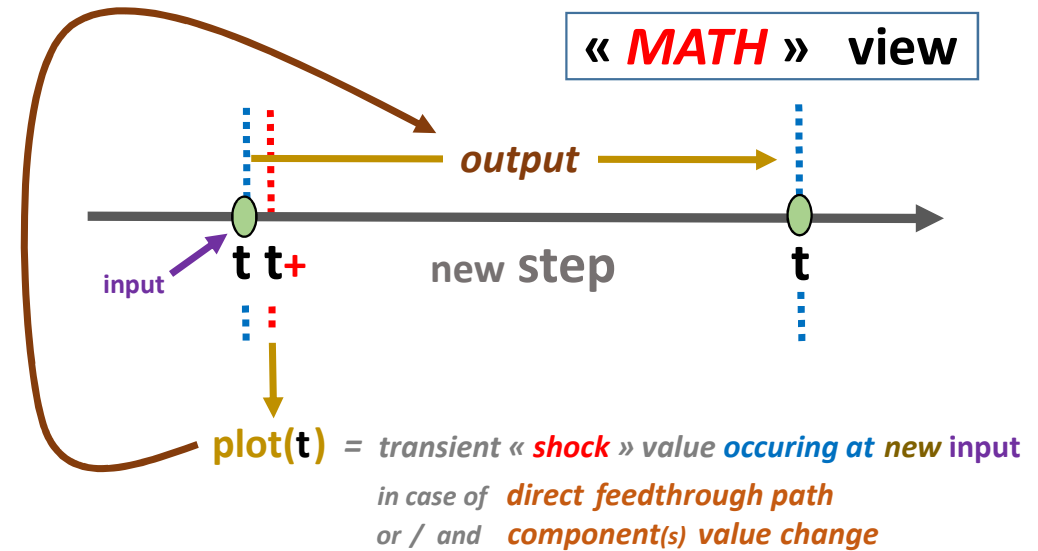 « MATH » view
output
t t+
new step
t
input
plot(t) = transient « shock » value occuring at new input
in case of direct feedthrough path
or / and component(s) value change